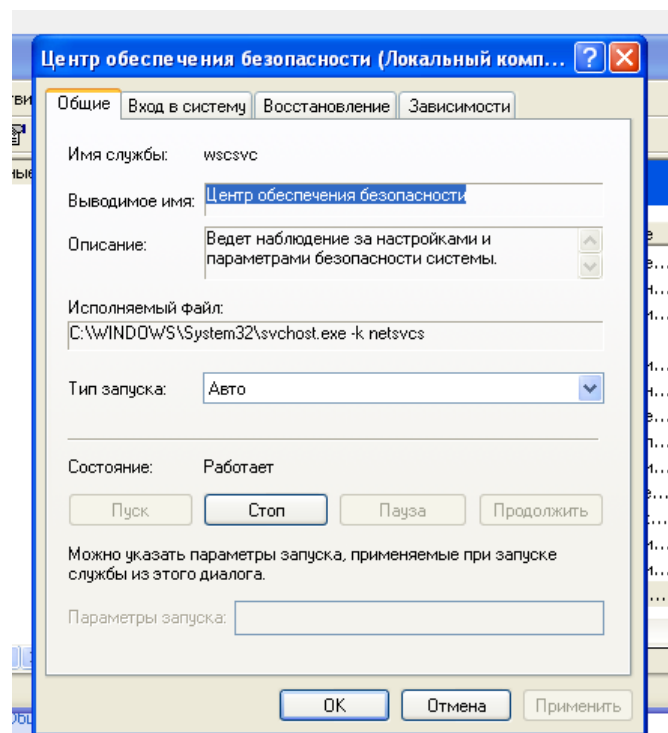 Центр обеспечения безопасности (Локальный комп...
Общие Вход в систему Восстановление Зависимости
Имя службы: wscsvc
Выводимое имя: Центр обеспечения безопасности
Описание: Ведет наблюдение за настройками и
параметрами безопасности системы.
Исполняемый файл:
C:\WINDOWS\System32\svchost.exe -k netsvcs
Тип запуска: Авто
Состояние: Работает
Пуск Стоп Пауза Продолжить
Можно указать параметры запуска, применяемые при запуске
службы из этого диалога.
Параметры запуска:
OK Отмена Применить